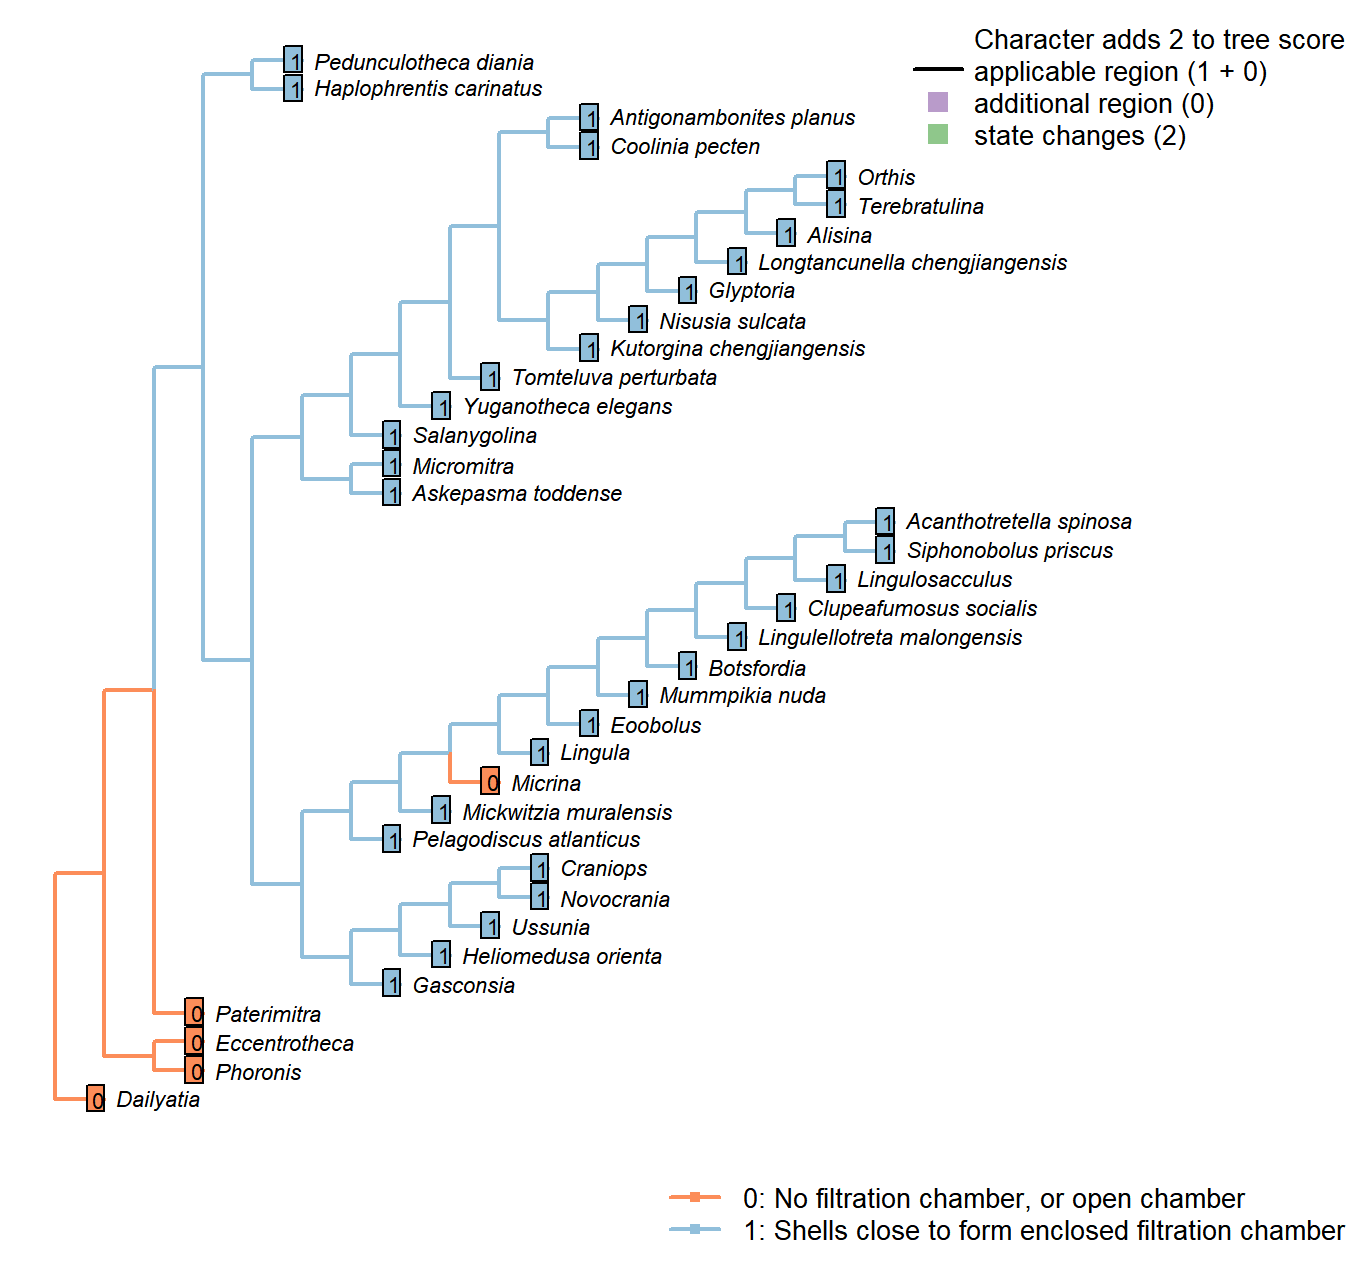 Character adds 2 to tree score
applicable region (1 + 0)
additional region (0)
state changes (2)
1 Pedunculotheca diania
1 Haplophrentis carinatus
1 Antigonambonites planus
1 Coolinia pecten
1 Orthis
1 Terebratulina
1 Alisina
1 Longtancunella chengjiangensis
1 Glyptoria
1 Nisusia sulcata
1 Kutorgina chengjiangensis
1 Tomteluva perturbata
1 Yuganotheca elegans
1 Salanygolina
1 Micromitra
1 Askepasma toddense
1 Acanthotretella spinosa
1 Siphonobolus priscus
1 Lingulosacculus
1 Clupeafumosus socialis
1 Lingulellotreta malongensis
1 Botsfordia
1 Mummpikia nuda
1 Eoobolus
1 Lingula
0 Micrina
1 Mickwitzia muralensis
1 Pelagodiscus atlanticus
1 Craniops
1 Novocrania
1 Ussunia
1 Heliomedusa orienta
1 Gasconsia
0 Paterimitra
0 Eccentrotheca
0 Phoronis
0 Dailyatia
0: No filtration chamber, or open chamber
1: Shells close to form enclosed filtration chamber